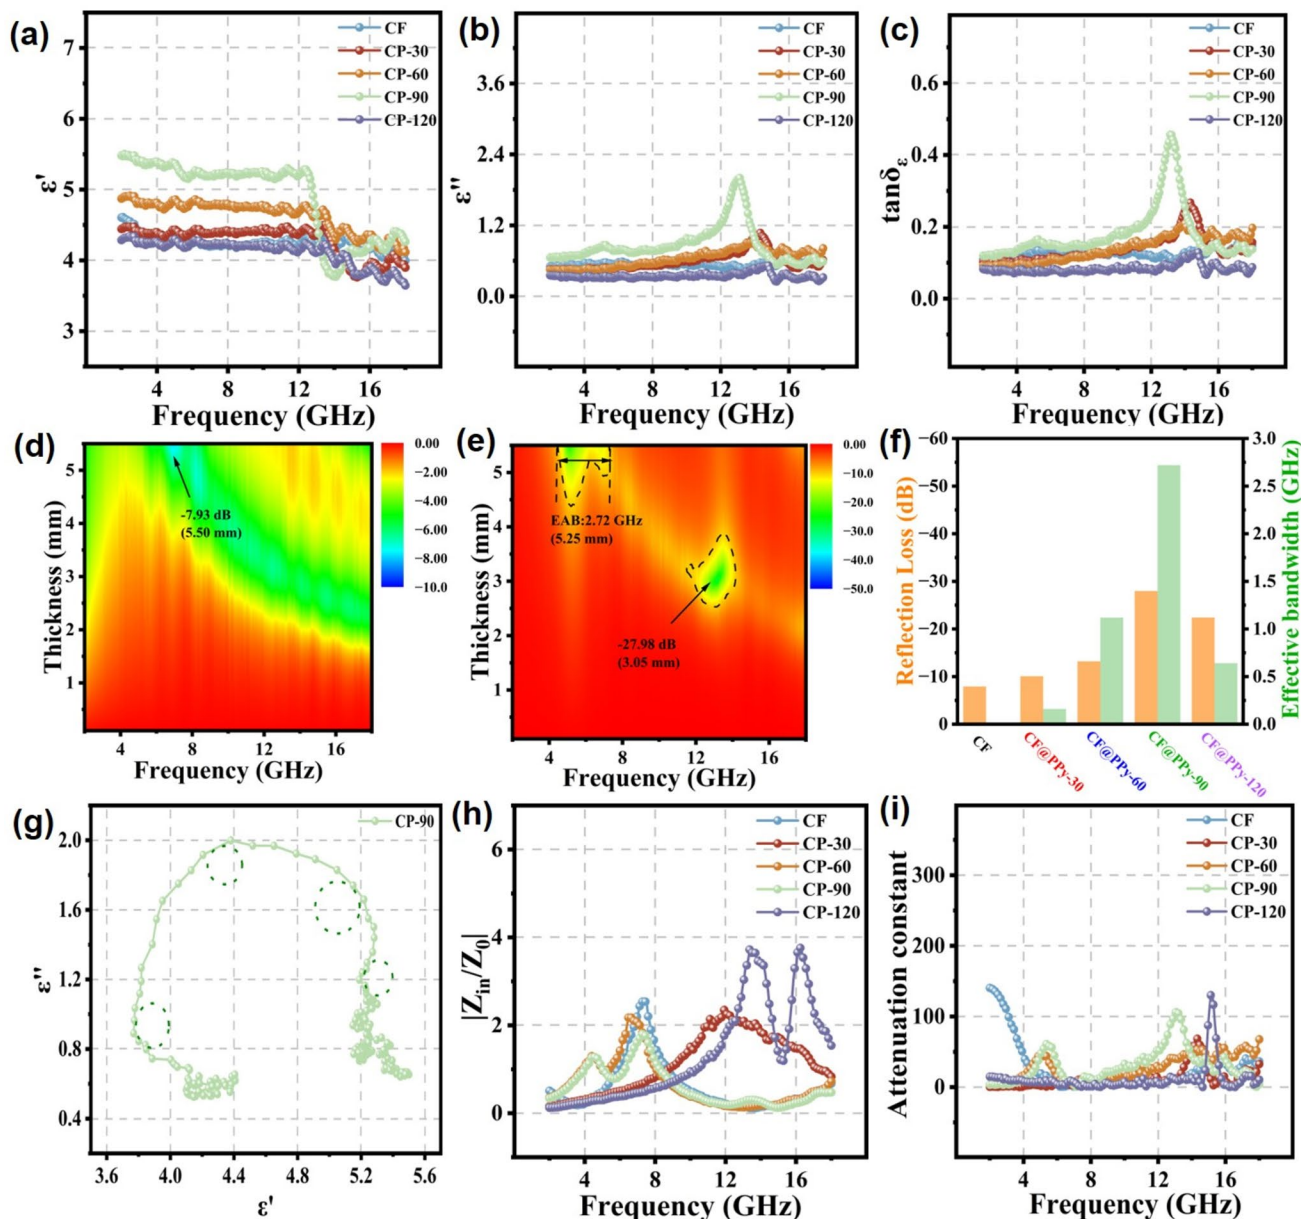 (a)
CF
CP-30
CP-60
CP-90
CP-120
7
6
5
4
3
ε'
4 8 12 16
Frequency (GHz)
(b)
CF
CP-30
CP-60
CP-90
CP-120
3.6
2.4
1.2
0.0
ε''
4 8 12 16
Frequency (GHz)
(c)
CF
CP-30
CP-60
CP-90
CP-120
0.6
0.4
0.2
0.0
tanδε
4 8 12 16
Frequency (GHz)
(d)
5
4
3
2
1
Thickness (mm)
-7.93 dB
(5.50 mm)
0.00
-2.00
-4.00
-6.00
-8.00
-10.0
4 8 12 16
Frequency (GHz)
(e)
5
4
3
2
1
Thickness (mm)
EAB:2.72 GHz
(5.25 mm)
-27.98 dB
(3.05 mm)
0.00
-10.0
-20.0
-30.0
-40.0
-50.0
4 8 12 16
Frequency (GHz)
(f)
−60
−50
−40
−30
−20
−10
0
Reflection Loss (dB)
3.0
2.5
2.0
1.5
1.0
0.5
0.0
Effective bandwidth (GHz)
CF
CF@PPy-30
CF@PPy-60
CF@PPy-90
CF@PPy-120
(g)
CP-90
2.0
1.6
1.2
0.8
0.4
ε''
3.6 4.0 4.4 4.8 5.2 5.6
ε'
(h)
CF
CP-30
CP-60
CP-90
CP-120
6
4
2
0
|Zin/Z0|
4 8 12 16
Frequency (GHz)
(i)
CF
CP-30
CP-60
CP-90
CP-120
300
200
100
0
Attenuation constant
4 8 12 16
Frequency (GHz)